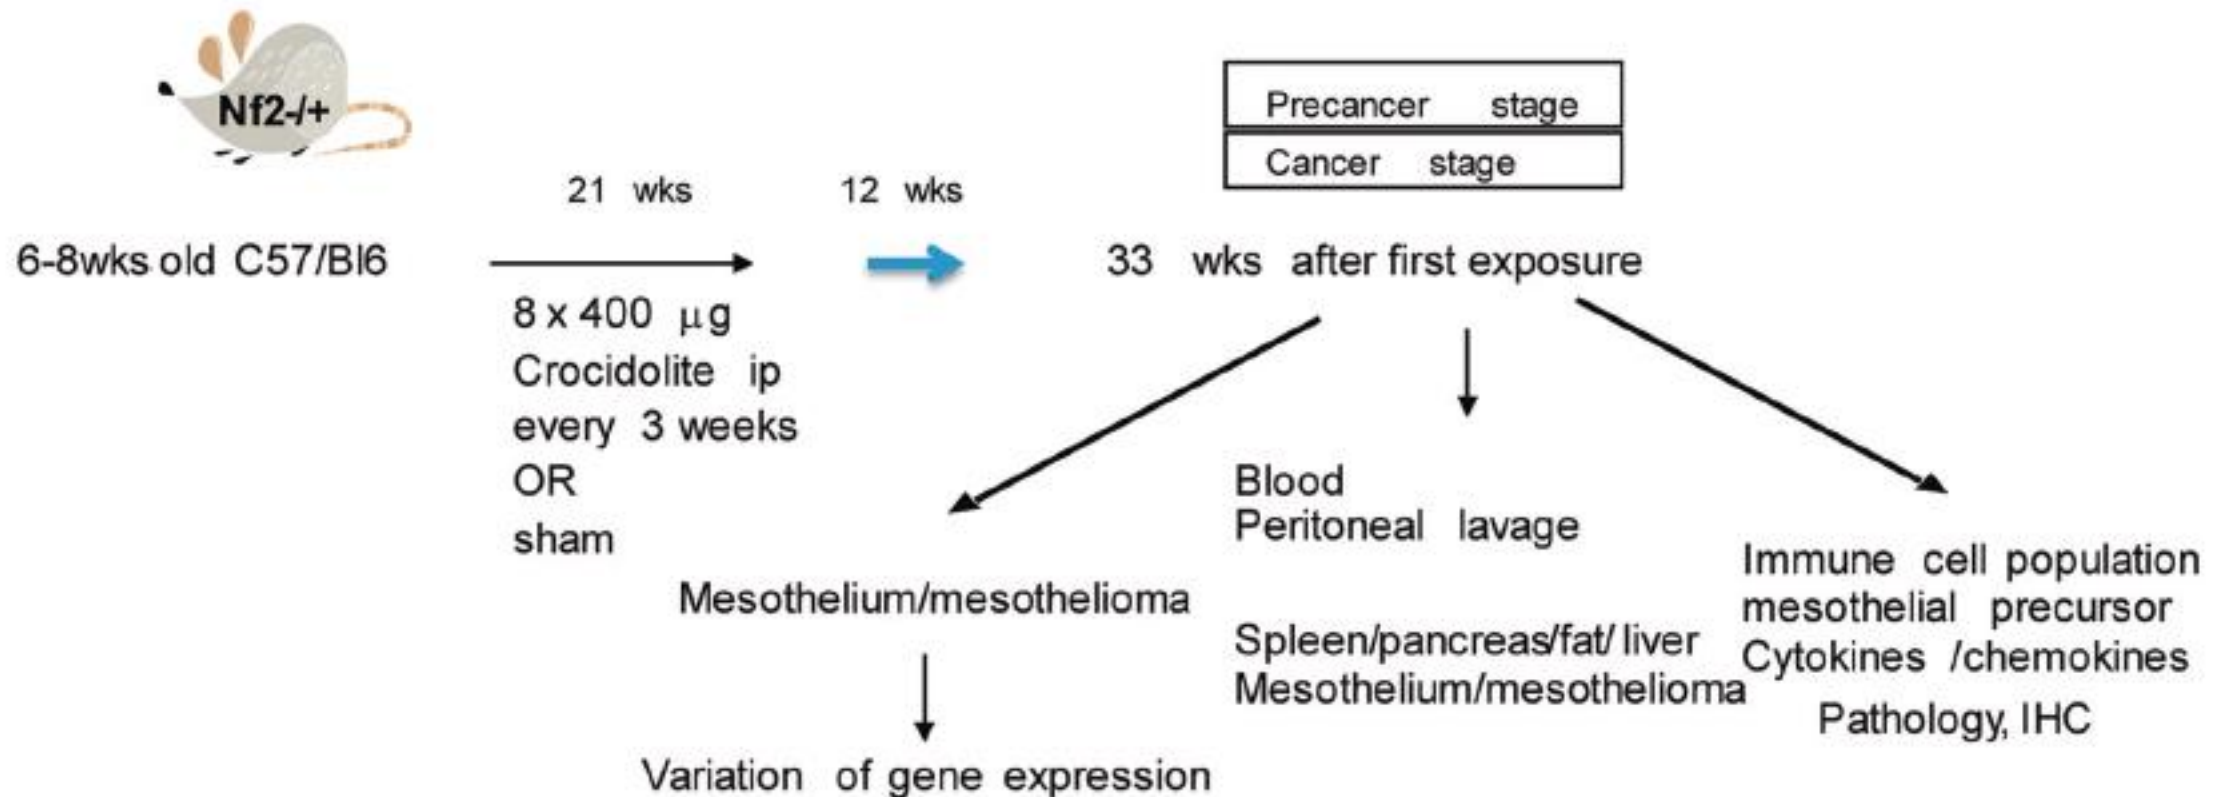 Nf2-/+
Precancer stage
Cancer stage
21 wks
12 wks
6-8wks old C57/Bl6
33 wks after first exposure
8 x 400 μg
Crocidolite ip
every 3 weeks
OR
sham
Mesothelium/mesothelioma
Variation of gene expression
Blood
Peritoneal lavage
Spleen/pancreas/fat/ liver
Mesothelium/mesothelioma
Immune cell population
mesothelial precursor
Cytokines /chemokines
Pathology, IHC